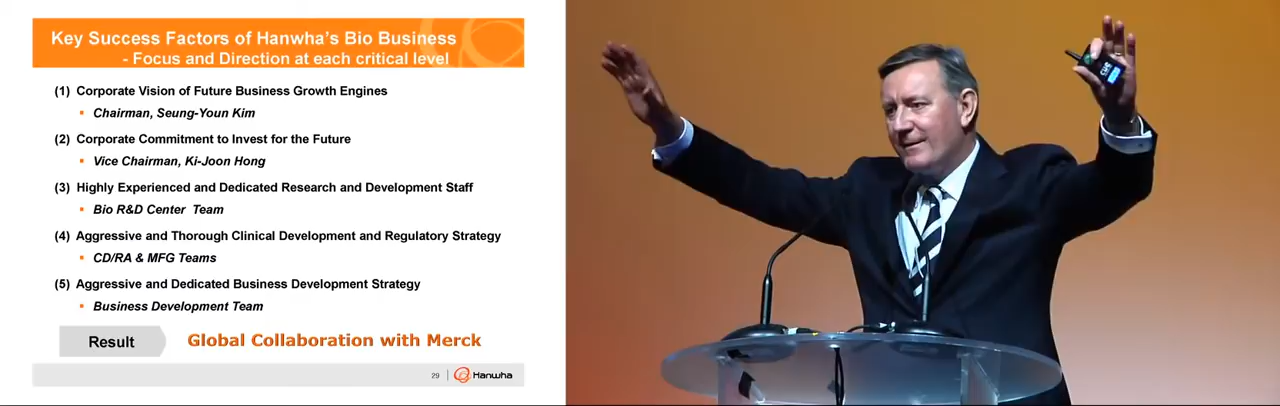 Key Success Factors of Hanwha's Bio Business
- Focus and Direction at each critical level
(1) Corporate Vision of Future Business Growth Engines
▪ Chairman, Seung-Youn Kim
(2) Corporate Commitment to Invest for the Future
▪ Vice Chairman, Ki-Joon Hong
(3) Highly Experienced and Dedicated Research and Development Staff
▪ Bio R&D Center Team
(4) Aggressive and Thorough Clinical Development and Regulatory Strategy
▪ CD/RA & MFG Teams
(5) Aggressive and Dedicated Business Development Strategy
▪ Business Development Team
Result Global Collaboration with Merck
29 Hanwha